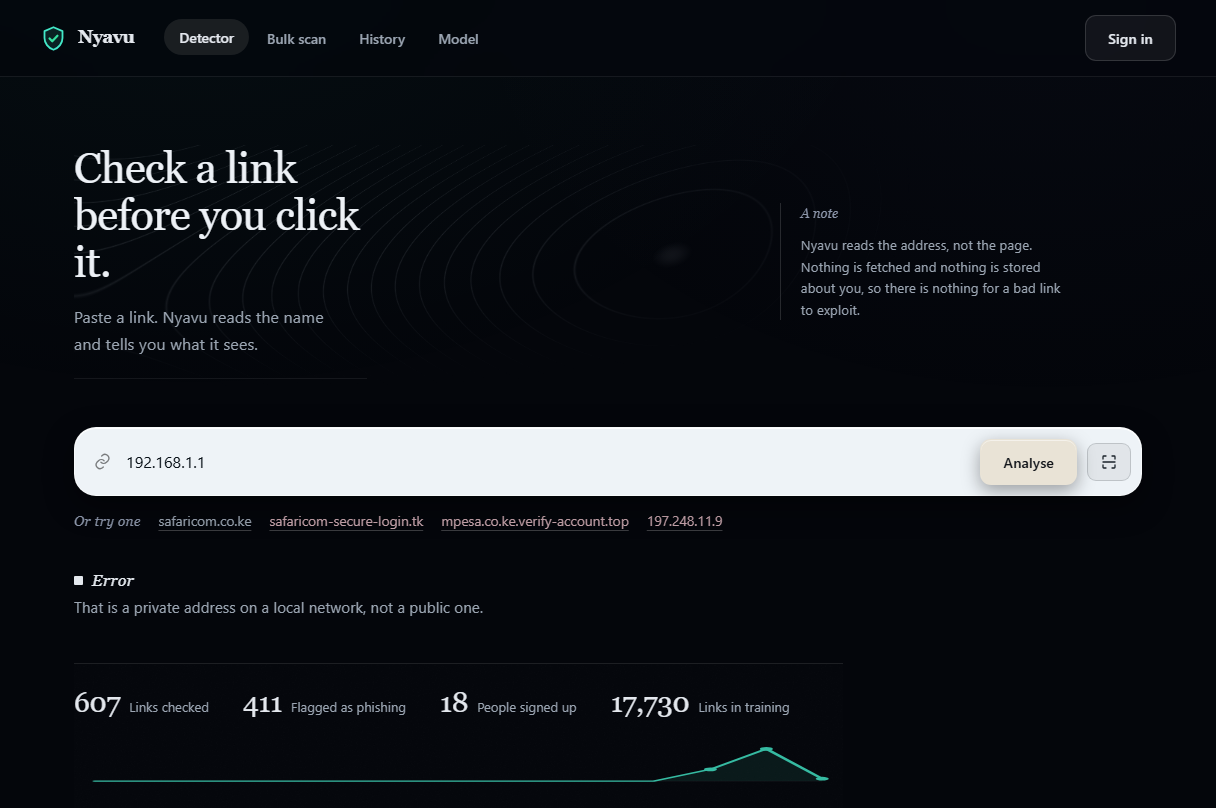 Nyavu
Detector
Bulk scan
History
Model
Sign in
Check a link
before you click
it.
Paste a link. Nyavu reads the name
and tells you what it sees.
A note
Nyavu reads the address, not the page.
Nothing is fetched and nothing is stored
about you, so there is nothing for a bad link
to exploit.
192.168.1.1
Analyse
Or try one safaricom.co.ke safaricom-secure-login.tk mpesa.co.ke.verify-account.top 197.248.11.9
Error
That is a private address on a local network, not a public one.
607 Links checked
411 Flagged as phishing
18 People signed up
17,730 Links in training